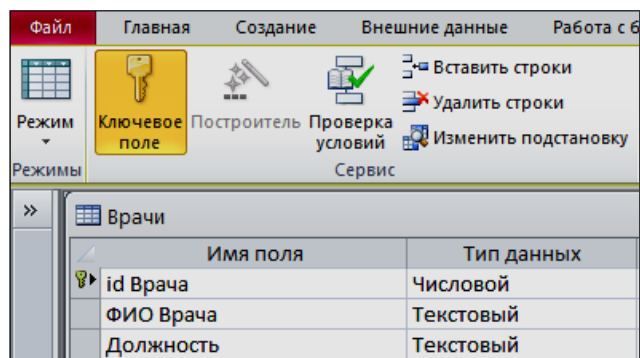 Файл Главная Создание Внешние данные Работа с б
Режим
Ключевое поле
Построитель
Проверка условий
Вставить строки
Удалить строки
Изменить подстановку
Режимы Сервис
» Врачи
Имя поля Тип данных
id Врача Числовой
ФИО Врача Текстовый
Должность Текстовый